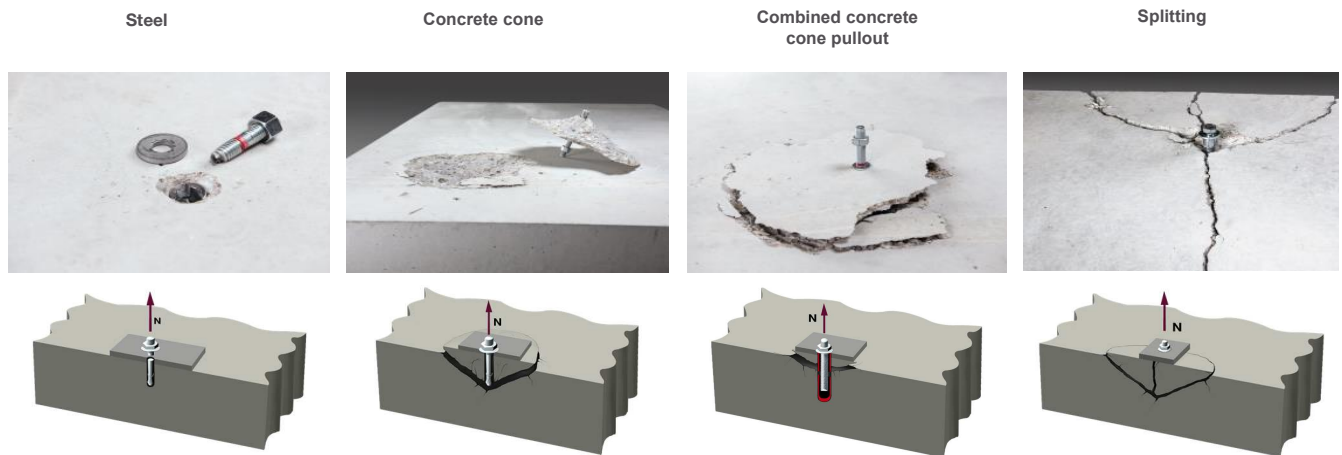 Steel
Concrete cone
Combined concrete
cone pullout
Splitting
N
N
N
N